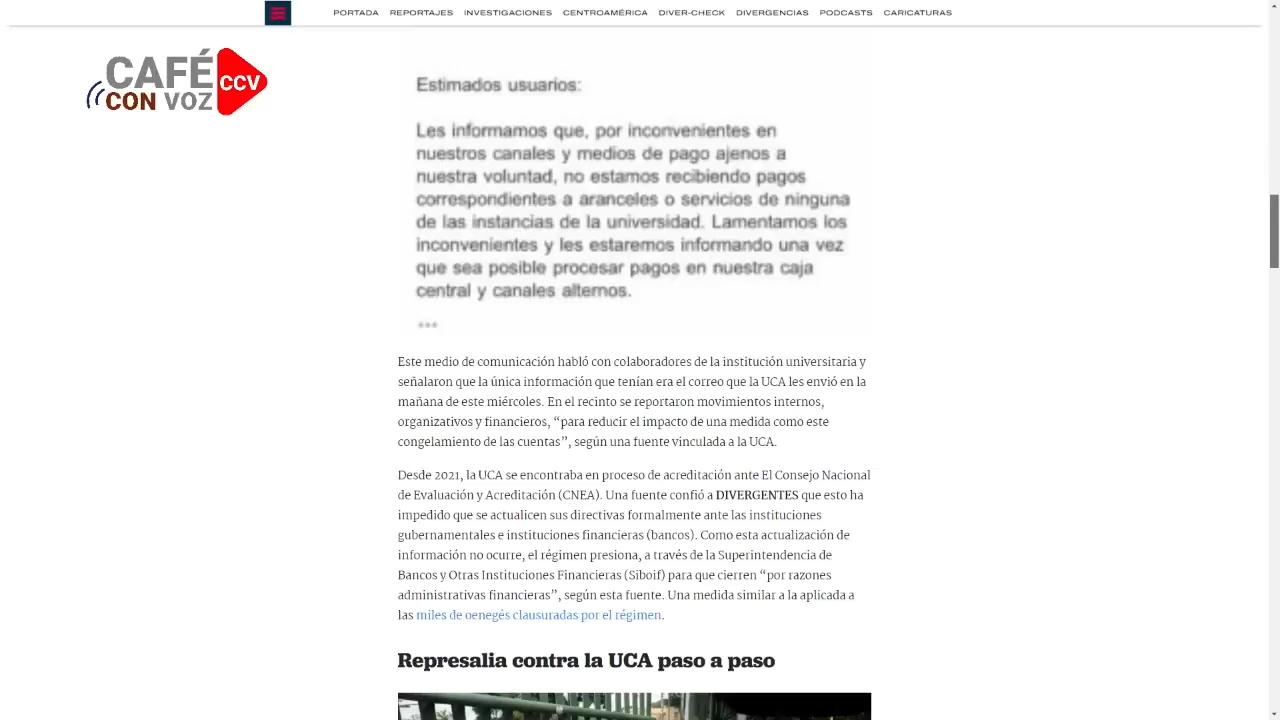 PORTADA REPORTAJES INVESTIGACIONES CENTROAMÉRICA DIVER-CHECK DIVERGENCIAS PODCASTS CARICATURAS
CAFÉ
CON VOZ
CCV
Estimados usuarios:
Les informamos que, por inconvenientes en
nuestros canales y medios de pago ajenos a
nuestra voluntad, no estamos recibiendo pagos
correspondientes a aranceles o servicios de ninguna
de las instancias de la universidad. Lamentamos los
inconvenientes y les estaremos informando una vez
que sea posible procesar pagos en nuestra caja
central y canales alternos.
...
Este medio de comunicación habló con colaboradores de la institución universitaria y
señalaron que la única información que tenían era el correo que la UCA les envió en la
mañana de este miércoles. En el recinto se reportaron movimientos internos,
organizativos y financieros, “para reducir el impacto de una medida como este
congelamiento de las cuentas”, según una fuente vinculada a la UCA.
Desde 2021, la UCA se encontraba en proceso de acreditación ante El Consejo Nacional
de Evaluación y Acreditación (CNEA). Una fuente confió a DIVERGENTES que esto ha
impedido que se actualicen sus directivas formalmente ante las instituciones
gubernamentales e instituciones financieras (bancos). Como esta actualización de
información no ocurre, el régimen presiona, a través de la Superintendencia de
Bancos y Otras Instituciones Financieras (Siboif) para que cierren “por razones
administrativas financieras”, según esta fuente. Una medida similar a la aplicada a
las miles de oenegés clausuradas por el régimen.
Represalia contra la UCA paso a paso